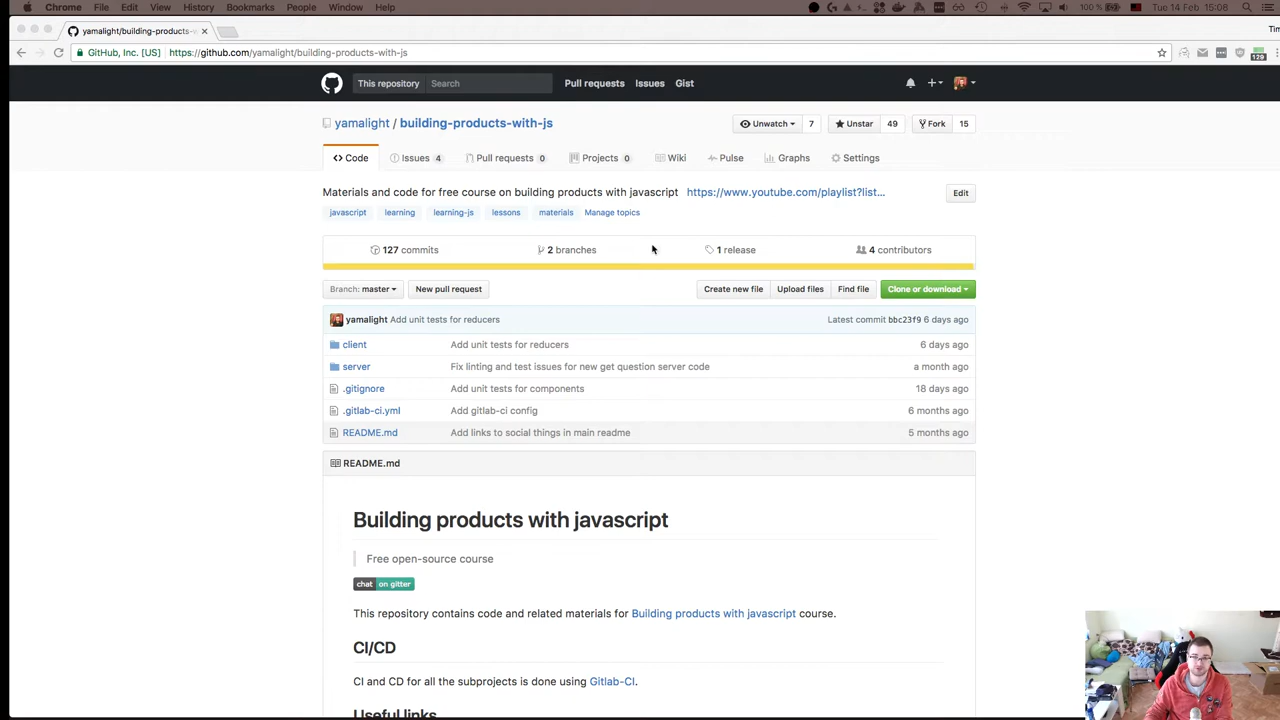 Chrome File Edit View History Bookmarks People Window Help 100 % Tue 14 Feb 15:08
yamalight/building-products-w × Tim
GitHub, Inc. [US] https://github.com/yamalight/building-products-with-js 129
This repository Search Pull requests Issues Gist
yamalight / building-products-with-js Unwatch 7 Unstar 49 Fork 15
Code Issues 4 Pull requests 0 Projects 0 Wiki Pulse Graphs Settings
Materials and code for free course on building products with javascript https://www.youtube.com/playlist?list... Edit
javascript learning learning-js lessons materials Manage topics
127 commits 2 branches 1 release 4 contributors
Branch: master New pull request Create new file Upload files Find file Clone or download
yamalight Add unit tests for reducers Latest commit bbc23f9 6 days ago
client Add unit tests for reducers 6 days ago
server Fix linting and test issues for new get question server code a month ago
.gitignore Add unit tests for components 18 days ago
.gitlab-ci.yml Add gitlab-ci config 6 months ago
README.md Add links to social things in main readme 5 months ago
README.md
Building products with javascript
Free open-source course
chat on gitter
This repository contains code and related materials for Building products with javascript course.
CI/CD
CI and CD for all the subprojects is done using Gitlab-CI.
Useful links